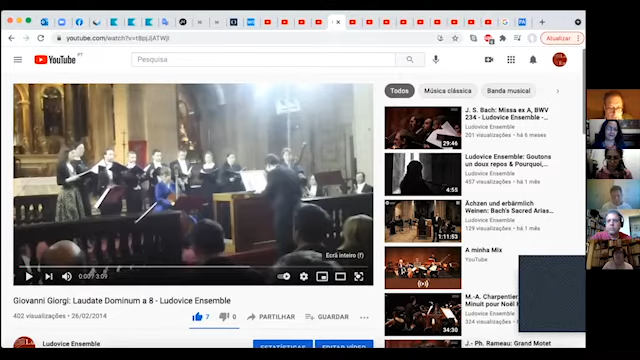 youtube.com/watch?v=t8pjJjATWjI
Atualizar
YouTube PT
Pesquisa
Todos
Música clássica
Banda musical
J. S. Bach: Missa ex A, BWV
234 - Ludovice Ensemble -...
Ludovice Ensemble
201 visualizações • há 6 meses
29:46
Ludovice Ensemble: Goutons
un doux repos & Pourquoi,...
Ludovice Ensemble
457 visualizações • há 1 mês
4:55
Ächzen und erbärmlich
Weinen: Bach's Sacred Arias...
Ludovice Ensemble
129 visualizações • há 1 mês
1:11:53
A minha Mix
YouTube
M.-A. Charpentier
Minuit pour Noël
Ludovice Ensemble
324 visualizações
34:30
J.- Ph. Rameau: Grand Motet
Ecrã inteiro (f)
0:00 / 3:09
Giovanni Giorgi: Laudate Dominum a 8 - Ludovice Ensemble
402 visualizações • 26/02/2014
7
0
PARTILHAR
GUARDAR
Ludovice Ensemble
ESTATÍSTICAS
EDITAR VÍDEO